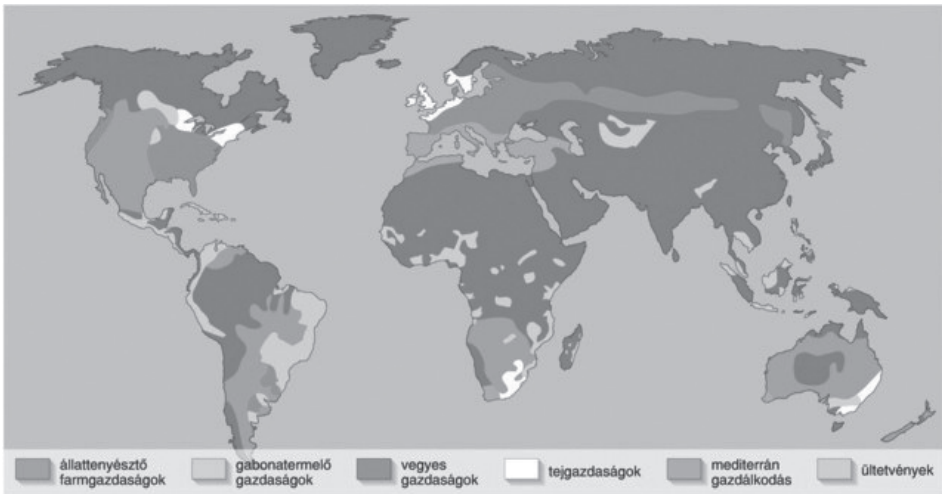 állattenyésztő
farmgazdaságok
gabonatermelő
gazdaságok
vegyes
gazdaságok
tejgazdaságok
mediterrán
gazdálkodás
ültetvények